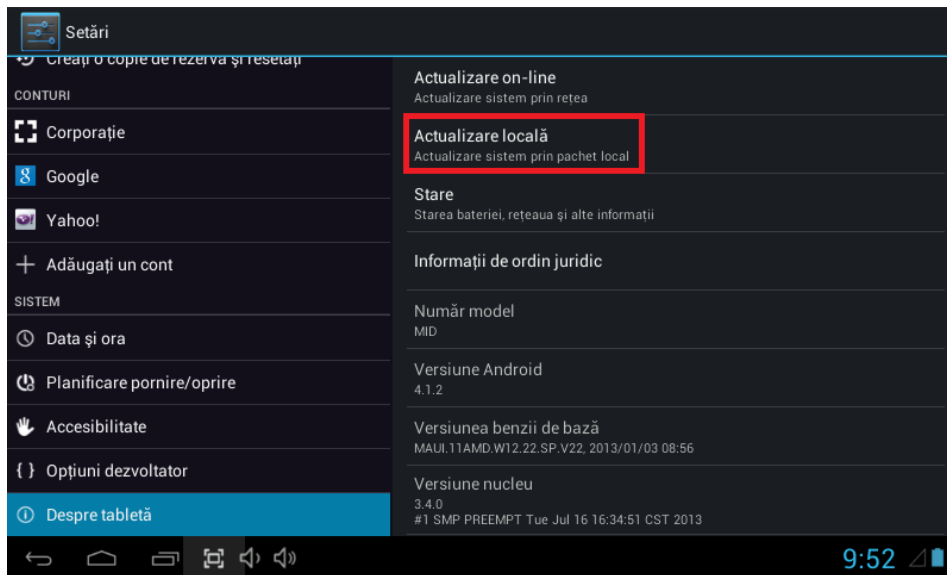 Setări
Creați o copie de rezervă şi resetați
CONTURI
Corporație
Google
Yahoo!
Adăugați un cont
SISTEM
Data şi ora
Planificare pornire/oprire
Accesibilitate
Opțiuni dezvoltator
Despre tabletă
Actualizare on-line
Actualizare sistem prin rețea
Actualizare locală
Actualizare sistem prin pachet local
Stare
Starea bateriei, rețeaua şi alte informații
Informații de ordin juridic
Număr model
MID
Versiune Android
4.1.2
Versiunea benzii de bază
MAUI.11AMD.W12.22.SP.V22, 2013/01/03 08:56
Versiune nucleu
3.4.0
#1 SMP PREEMPT Tue Jul 16 16:34:51 CST 2013
9:52